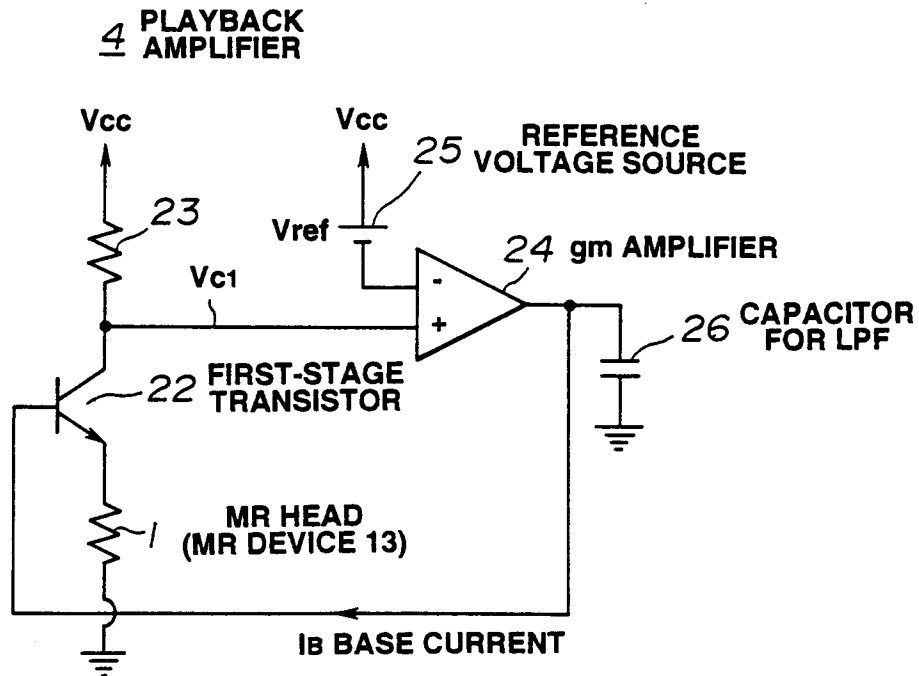 4 PLAYBACK
AMPLIFIER
Vcc
Vcc
25 REFERENCE
VOLTAGE SOURCE
23
Vref
24 gm AMPLIFIER
Vc1
-
+
26 CAPACITOR
FOR LPF
22 FIRST-STAGE
TRANSISTOR
1 MR HEAD
(MR DEVICE 13)
IB BASE CURRENT